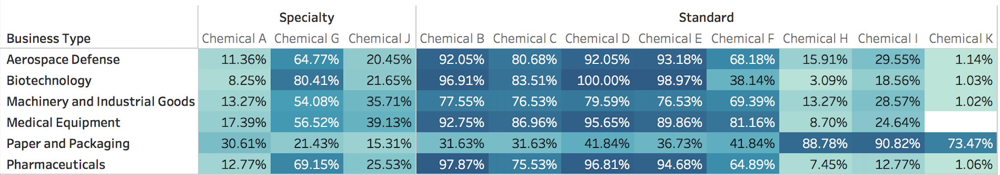 Specialty Standard
Business Type Chemical A Chemical G Chemical J Chemical B Chemical C Chemical D Chemical E Chemical F Chemical H Chemical I Chemical K
Aerospace Defense 11.36% 64.77% 20.45% 92.05% 80.68% 92.05% 93.18% 68.18% 15.91% 29.55% 1.14%
Biotechnology 8.25% 80.41% 21.65% 96.91% 83.51% 100.00% 98.97% 38.14% 3.09% 18.56% 1.03%
Machinery and Industrial Goods 13.27% 54.08% 35.71% 77.55% 76.53% 79.59% 76.53% 69.39% 13.27% 28.57% 1.02%
Medical Equipment 17.39% 56.52% 39.13% 92.75% 86.96% 95.65% 89.86% 81.16% 8.70% 24.64%
Paper and Packaging 30.61% 21.43% 15.31% 31.63% 31.63% 41.84% 36.73% 41.84% 88.78% 90.82% 73.47%
Pharmaceuticals 12.77% 69.15% 25.53% 97.87% 75.53% 96.81% 94.68% 64.89% 7.45% 12.77% 1.06%